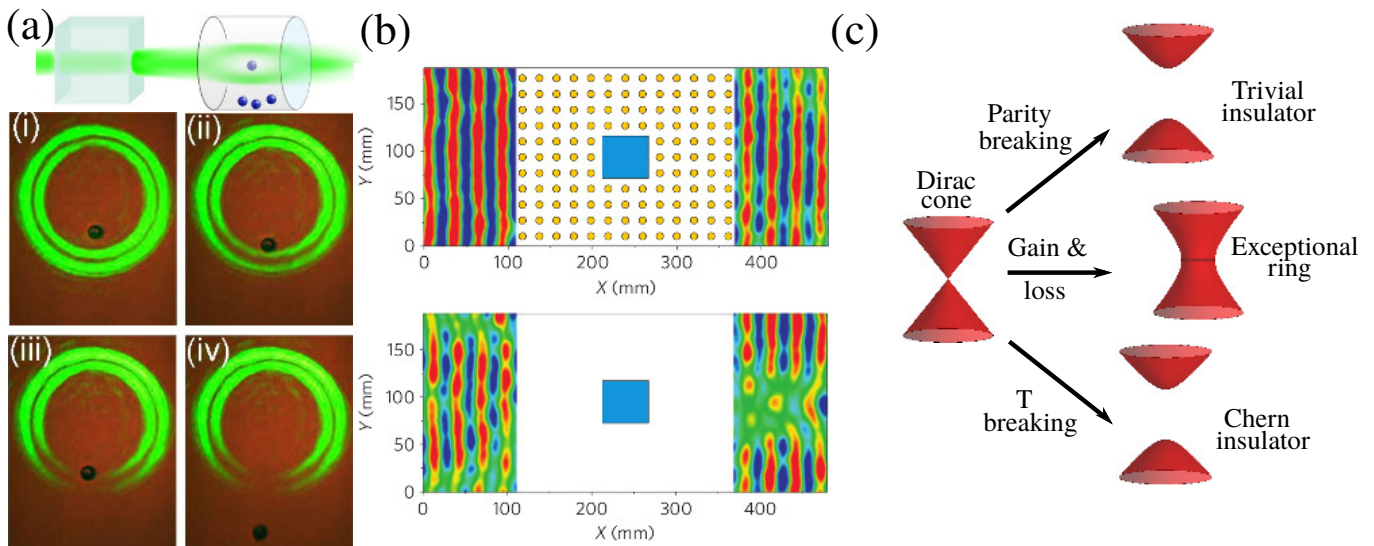 (a)
(i)
(ii)
(iii)
(iv)
(b)
Y (mm)
150
100
50
0
0
100
200
300
400
X (mm)
Y (mm)
150
100
50
0
0
100
200
300
400
X (mm)
(c)
Dirac
cone
Parity
breaking
Trivial
insulator
Gain &
loss
Exceptional
ring
T
breaking
Chern
insulator